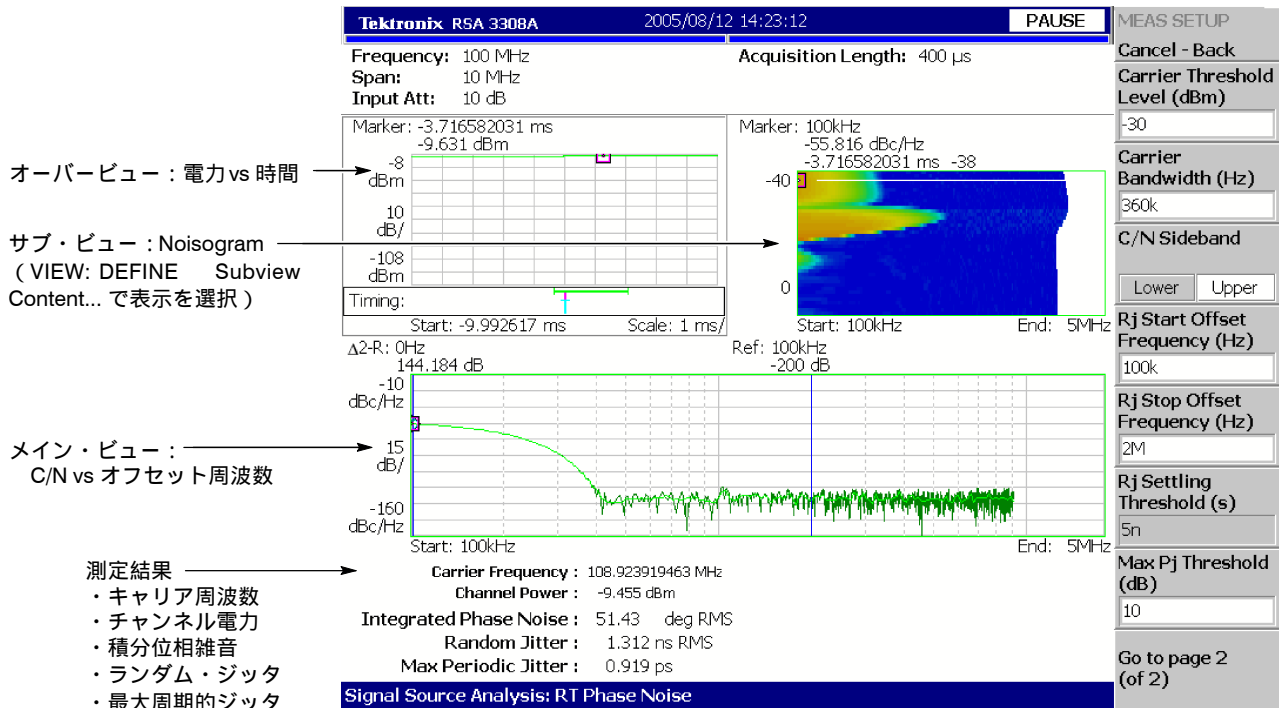 Tektronix RSA 3308A 2005/08/12 14:23:12 PAUSE
Frequency: 100 MHz
Span: 10 MHz
Input Att: 10 dB
Acquisition Length: 400 µs
オーバービュー：電力vs 時間
サブ・ビュー：Noisogram
（VIEW: DEFINE Subview
Content... で表示を選択）
メイン・ビュー：
C/N vs オフセット周波数
測定結果
・キャリア周波数
・チャンネル電力
・積分位相雑音
・ランダム・ジッタ
・最大周期的ジッタ
Marker: -3.716582031 ms
-9.631 dBm
-8
dBm
10
dB/
-108
dBm
Timing:
Start: -9.992617 ms Scale: 1 ms/
Marker: 100kHz
-55.816 dBc/Hz
-3.716582031 ms -38
-40
0
Start: 100kHz End: 5MHz
Δ2-R: 0Hz
144.184 dB
Ref: 100kHz
-200 dB
-10
dBc/Hz
15
dB/
-160
dBc/Hz
Start: 100kHz End: 5MHz
Carrier Frequency : 108.923919463 MHz
Channel Power : -9.455 dBm
Integrated Phase Noise : 51.43 deg RMS
Random Jitter : 1.312 ns RMS
Max Periodic Jitter : 0.919 ps
Signal Source Analysis: RT Phase Noise
MEAS SETUP
Cancel - Back
Carrier Threshold
Level (dBm)
-30
Carrier
Bandwidth (Hz)
360k
C/N Sideband
Lower Upper
Rj Start Offset
Frequency (Hz)
100k
Rj Stop Offset
Frequency (Hz)
2M
Rj Settling
Threshold (s)
5n
Max Pj Threshold
(dB)
10
Go to page 2
(of 2)